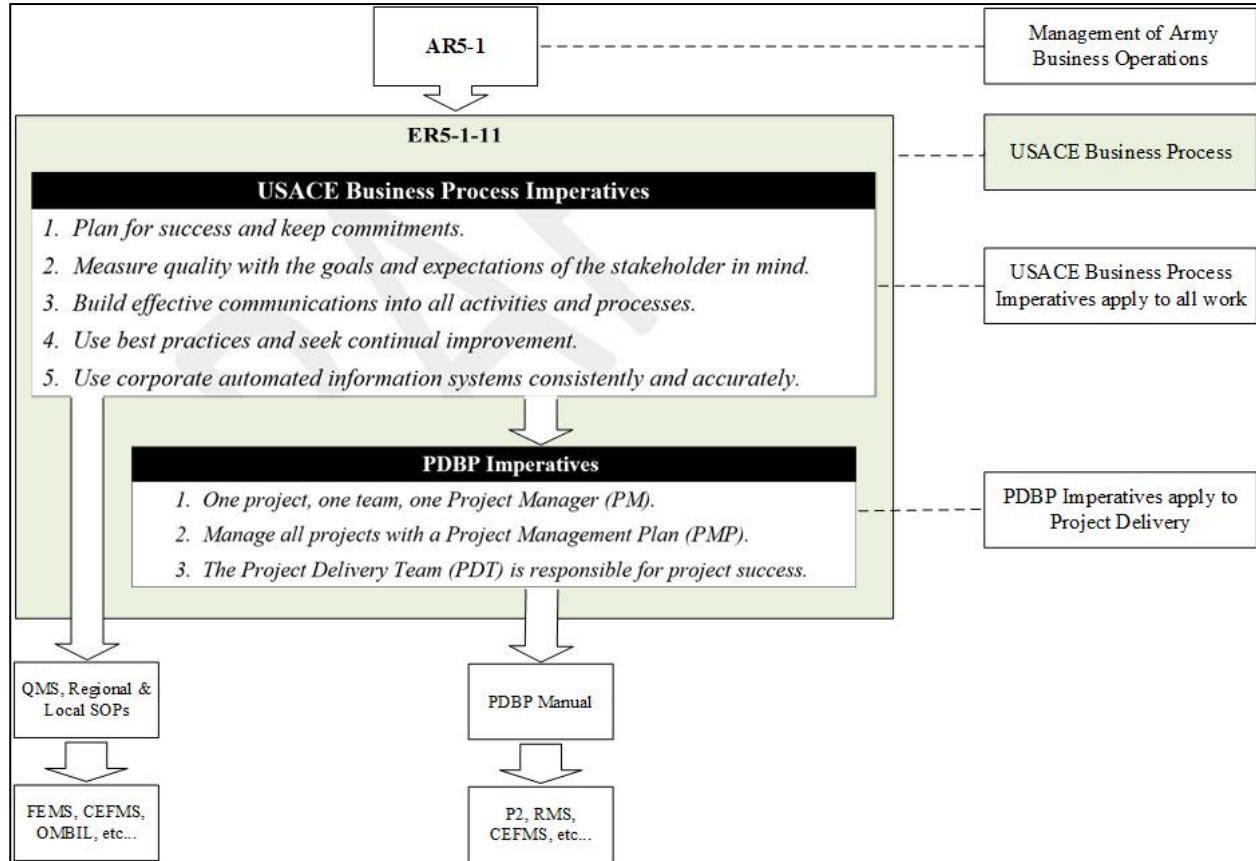 AR5-1
Management of Army
Business Operations
ER5-1-11
USACE Business Process
USACE Business Process Imperatives
1. Plan for success and keep commitments.
2. Measure quality with the goals and expectations of the stakeholder in mind.
3. Build effective communications into all activities and processes.
4. Use best practices and seek continual improvement.
5. Use corporate automated information systems consistently and accurately.
USACE Business Process
Imperatives apply to all work
PDBP Imperatives
1. One project, one team, one Project Manager (PM).
2. Manage all projects with a Project Management Plan (PMP).
3. The Project Delivery Team (PDT) is responsible for project success.
PDBP Imperatives apply to
Project Delivery
QMS, Regional &
Local SOPs
PDBP Manual
FEMS, CEFMS,
OMBIL, etc...
P2, RMS,
CEFMS, etc...